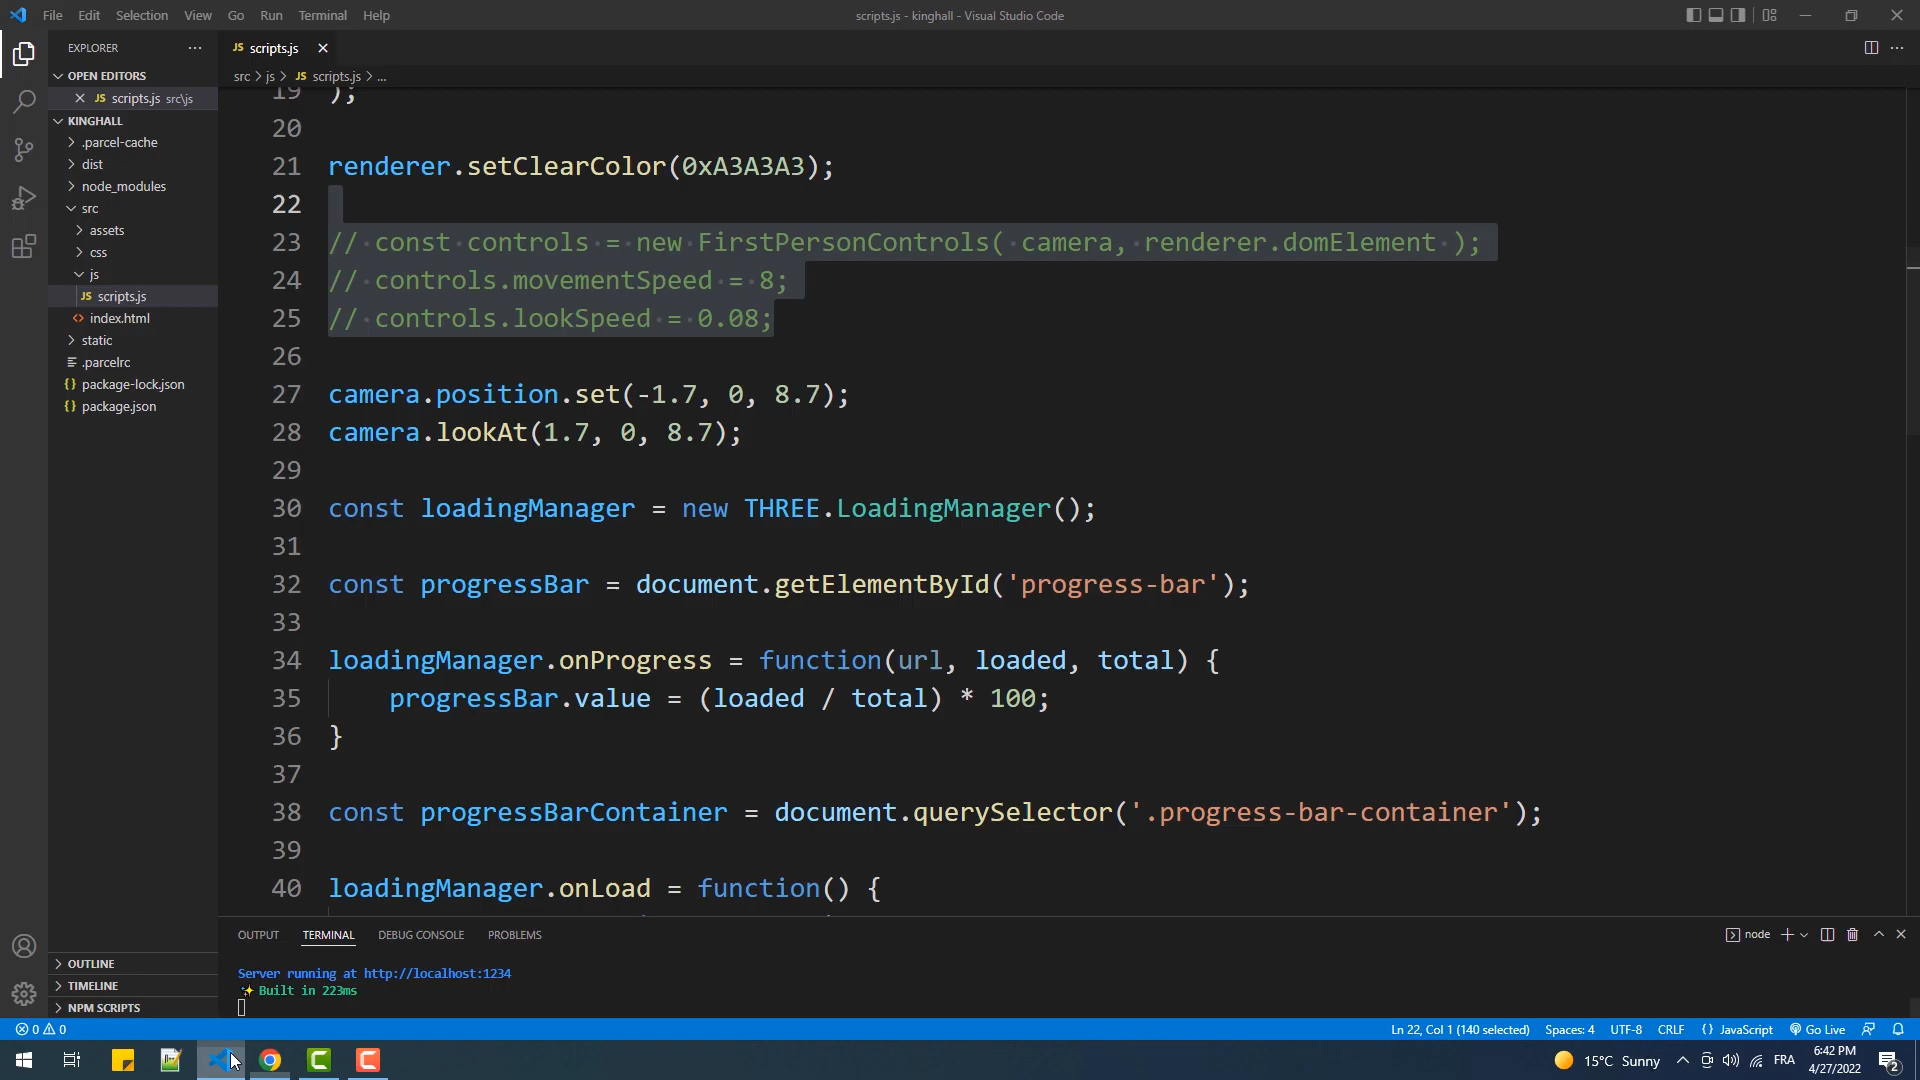 File Edit Selection View Go Run Terminal Help
scripts.js - kinghall - Visual Studio Code
EXPLORER
OPEN EDITORS
JS scripts.js src\js
KINGHALL
.parcel-cache
dist
node_modules
src
assets
css
js
JS scripts.js
index.html
static
.parcelrc
package-lock.json
package.json
OUTLINE
TIMELINE
NPM SCRIPTS
JS scripts.js
src > js > JS scripts.js > ...
19 );
20
21 renderer.setClearColor(0xA3A3A3);
22
23 // const controls = new FirstPersonControls( camera, renderer.domElement );
24 // controls.movementSpeed = 8;
25 // controls.lookSpeed = 0.08;
26
27 camera.position.set(-1.7, 0, 8.7);
28 camera.lookAt(1.7, 0, 8.7);
29
30 const loadingManager = new THREE.LoadingManager();
31
32 const progressBar = document.getElementById('progress-bar');
33
34 loadingManager.onProgress = function(url, loaded, total) {
35 progressBar.value = (loaded / total) * 100;
36 }
37
38 const progressBarContainer = document.querySelector('.progress-bar-container');
39
40 loadingManager.onLoad = function() {
OUTPUT TERMINAL DEBUG CONSOLE PROBLEMS
node
Server running at http://localhost:1234
Built in 223ms
0 0
Ln 22, Col 1 (140 selected) Spaces: 4 UTF-8 CRLF {} JavaScript Go Live
15°C Sunny
FRA
6:42 PM
4/27/2022
2